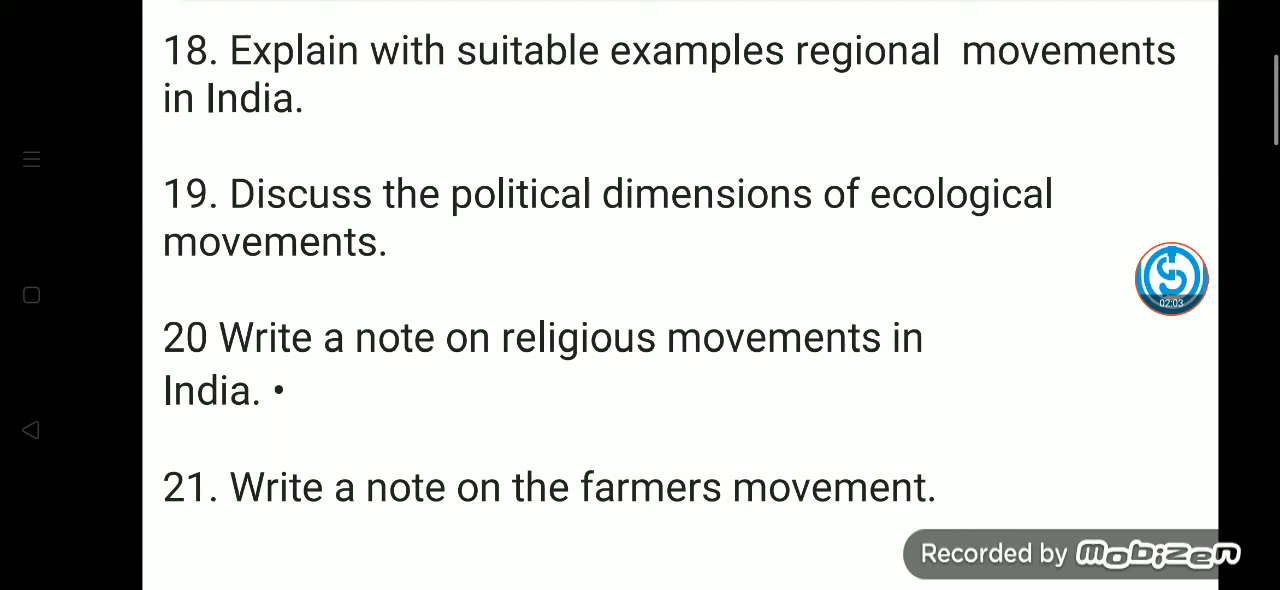 18. Explain with suitable examples regional movements
in India.
19. Discuss the political dimensions of ecological
movements.
02:03
20 Write a note on religious movements in
India. •
21. Write a note on the farmers movement.
Recorded by mobizen